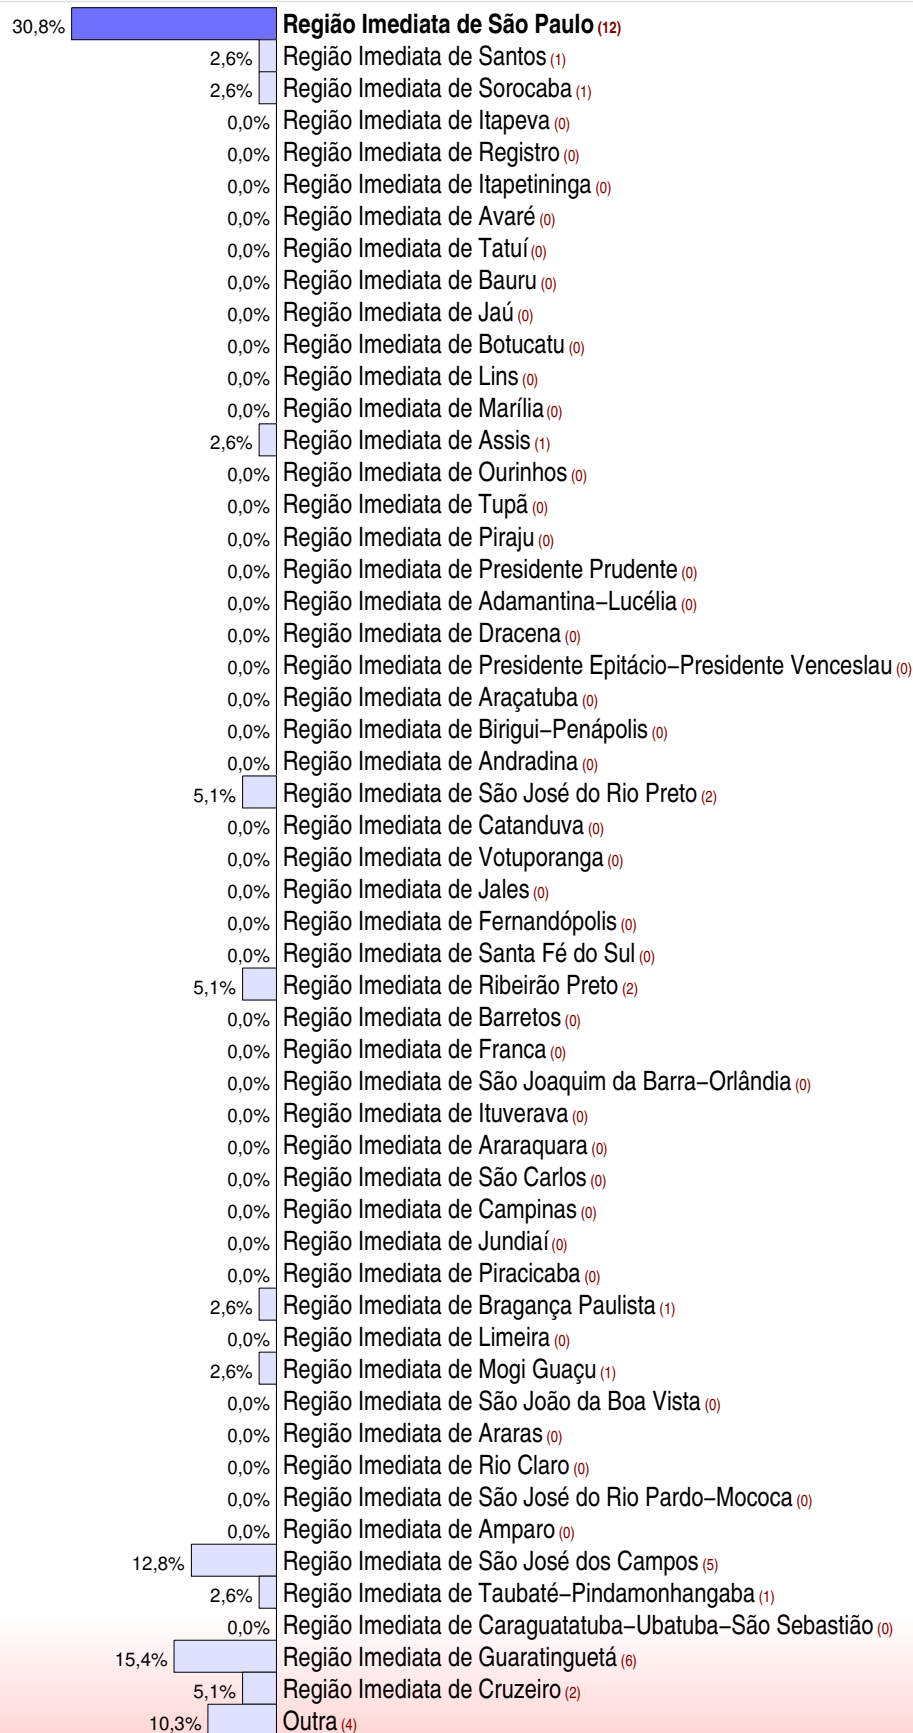 30,8% Região Imediata de São Paulo (12)
2,6% Região Imediata de Santos (1)
2,6% Região Imediata de Sorocaba (1)
0,0% Região Imediata de Itapeva (0)
0,0% Região Imediata de Registro (0)
0,0% Região Imediata de Itapetininga (0)
0,0% Região Imediata de Avaré (0)
0,0% Região Imediata de Tatuí (0)
0,0% Região Imediata de Bauru (0)
0,0% Região Imediata de Jaú (0)
0,0% Região Imediata de Botucatu (0)
0,0% Região Imediata de Lins (0)
0,0% Região Imediata de Marília (0)
2,6% Região Imediata de Assis (1)
0,0% Região Imediata de Ourinhos (0)
0,0% Região Imediata de Tupã (0)
0,0% Região Imediata de Piraju (0)
0,0% Região Imediata de Presidente Prudente (0)
0,0% Região Imediata de Adamantina–Lucélia (0)
0,0% Região Imediata de Dracena (0)
0,0% Região Imediata de Presidente Epitácio–Presidente Venceslau (0)
0,0% Região Imediata de Araçatuba (0)
0,0% Região Imediata de Birigui–Penápolis (0)
0,0% Região Imediata de Andradina (0)
5,1% Região Imediata de São José do Rio Preto (2)
0,0% Região Imediata de Catanduva (0)
0,0% Região Imediata de Votuporanga (0)
0,0% Região Imediata de Jales (0)
0,0% Região Imediata de Fernandópolis (0)
0,0% Região Imediata de Santa Fé do Sul (0)
5,1% Região Imediata de Ribeirão Preto (2)
0,0% Região Imediata de Barretos (0)
0,0% Região Imediata de Franca (0)
0,0% Região Imediata de São Joaquim da Barra–Orlândia (0)
0,0% Região Imediata de Ituverava (0)
0,0% Região Imediata de Araraquara (0)
0,0% Região Imediata de São Carlos (0)
0,0% Região Imediata de Campinas (0)
0,0% Região Imediata de Jundiaí (0)
0,0% Região Imediata de Piracicaba (0)
2,6% Região Imediata de Bragança Paulista (1)
0,0% Região Imediata de Limeira (0)
2,6% Região Imediata de Mogi Guaçu (1)
0,0% Região Imediata de São João da Boa Vista (0)
0,0% Região Imediata de Araras (0)
0,0% Região Imediata de Rio Claro (0)
0,0% Região Imediata de São José do Rio Pardo–Mococa (0)
0,0% Região Imediata de Amparo (0)
12,8% Região Imediata de São José dos Campos (5)
2,6% Região Imediata de Taubaté–Pindamonhangaba (1)
0,0% Região Imediata de Caraguatatuba–Ubatuba–São Sebastião (0)
15,4% Região Imediata de Guaratinguetá (6)
5,1% Região Imediata de Cruzeiro (2)
10,3% Outra (4)